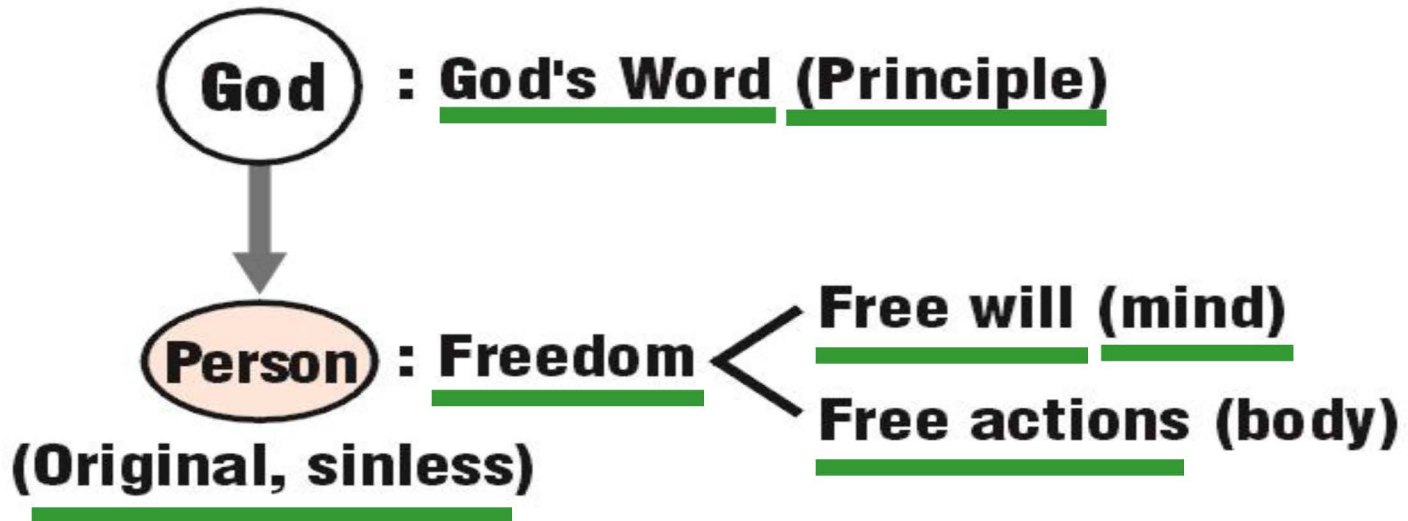 God : God's Word (Principle)
Person : Freedom
Free will (mind)
Free actions (body)
(Original, sinless)